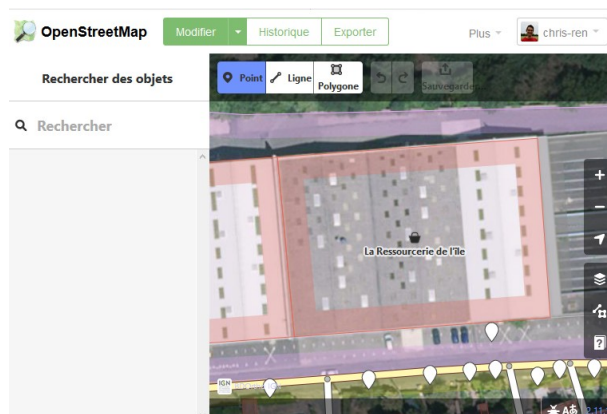 OpenStreetMap
Modifier
Historique
Exporter
Plus
chris-ren
Rechercher des objets
Point
Ligne
Polygone
Sauvegarde
Rechercher
La Ressourcerie de l'île
IGN